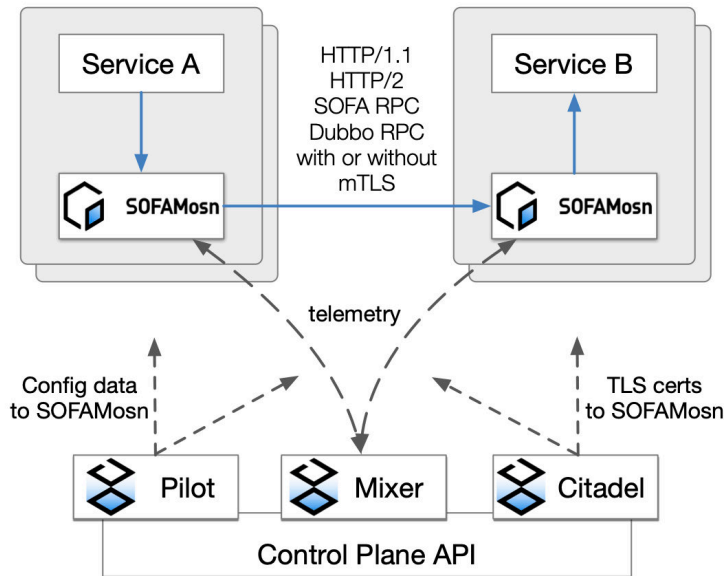 Service A
HTTP/1.1
HTTP/2
SOFA RPC
Dubbo RPC
with or without
mTLS
Service B
SOFAMosn
SOFAMosn
telemetry
Config data
to SOFAMosn
TLS certs
to SOFAMosn
Pilot
Mixer
Citadel
Control Plane API